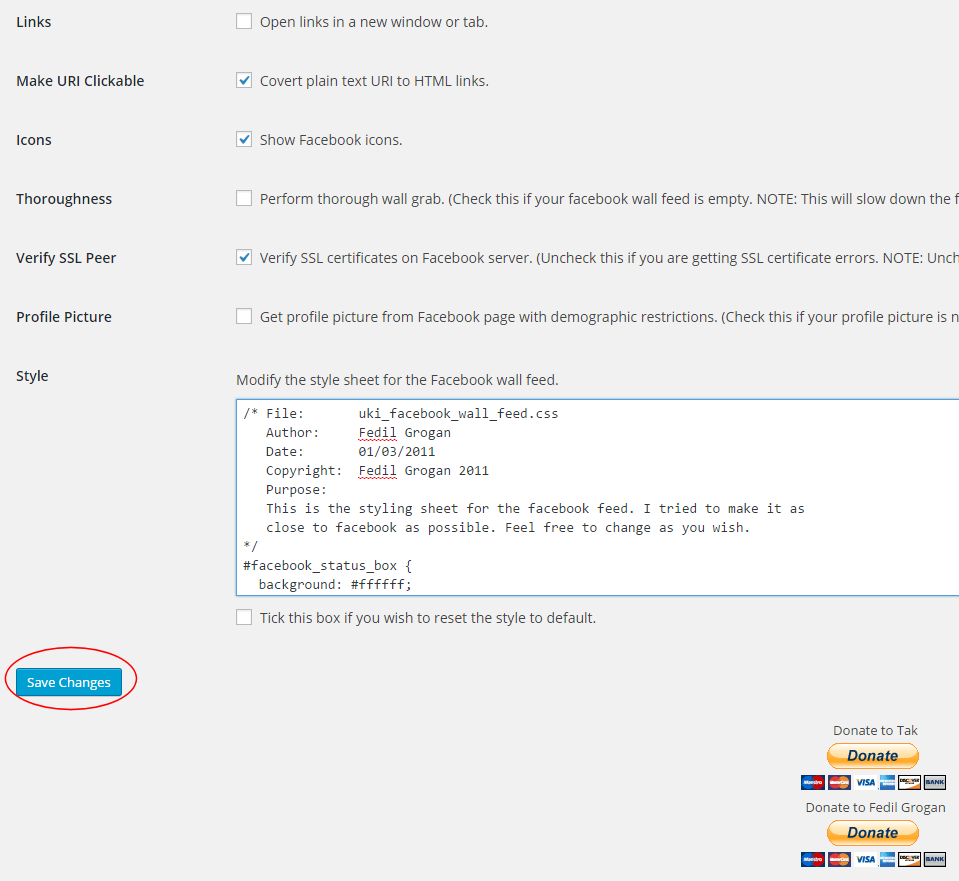 Links Open links in a new window or tab.
Make URI Clickable Covert plain text URI to HTML links.
Icons Show Facebook icons.
Thoroughness Perform thorough wall grab. (Check this if your facebook wall feed is empty. NOTE: This will slow down the f
Verify SSL Peer Verify SSL certificates on Facebook server. (Uncheck this if you are getting SSL certificate errors. NOTE: Unch
Profile Picture Get profile picture from Facebook page with demographic restrictions. (Check this if your profile picture is n
Style Modify the style sheet for the Facebook wall feed.
/* File: uki_facebook_wall_feed.css
Author: Fedil Grogan
Date: 01/03/2011
Copyright: Fedil Grogan 2011
Purpose:
This is the styling sheet for the facebook feed. I tried to make it as
close to facebook as possible. Feel free to change as you wish.
*/
#facebook_status_box {
background: #ffffff;
Tick this box if you wish to reset the style to default.
Save Changes
Donate to Tak
Donate
Maestro MasterCard VISA DISCOVER BANK
Donate to Fedil Grogan
Donate
Maestro MasterCard VISA DISCOVER BANK